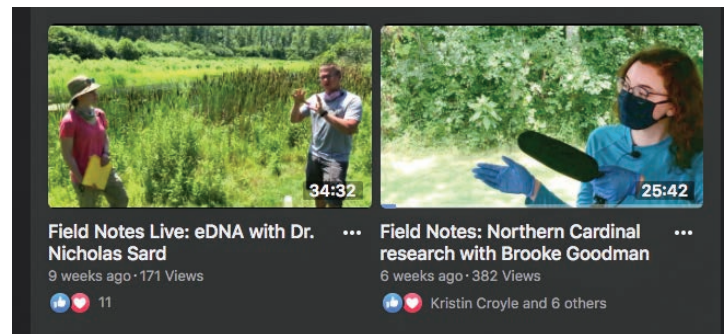 34:32
25:42
Field Notes Live: eDNA with Dr.
Nicholas Sard
9 weeks ago·171 Views
11
Field Notes: Northern Cardinal
research with Brooke Goodman
6 weeks ago·382 Views
Kristin Croyle and 6 others